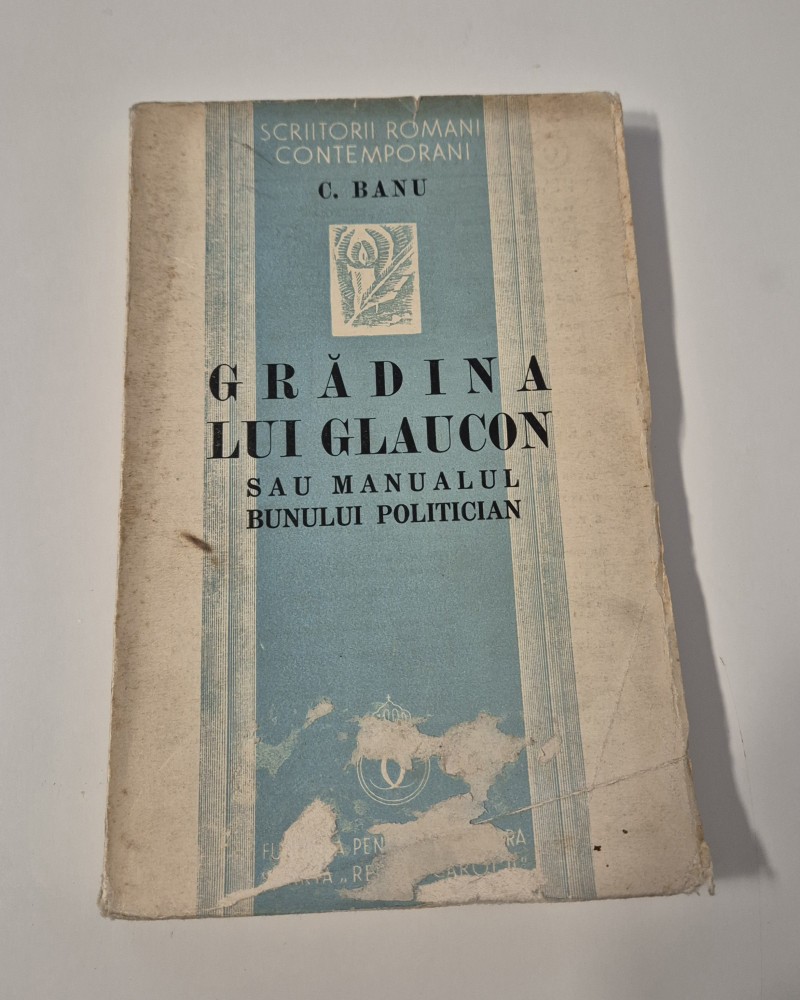 SCRIITORII ROMANI
CONTEMPORANI
C. BANU
GRĂDINA
LUI GLAUCON
SAU MANUALUL
BUNULUI POLITICIAN